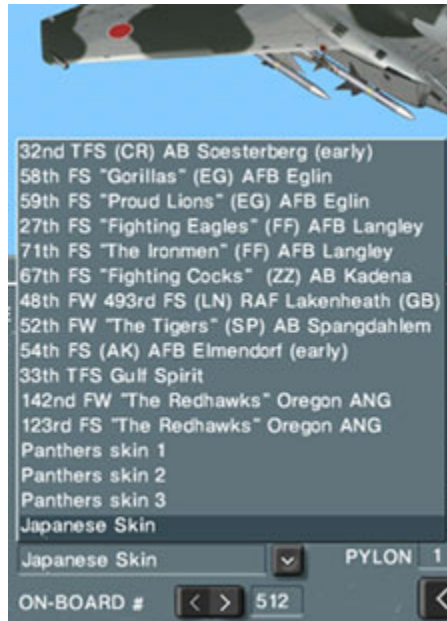 32nd TFS (CR) AB Soesterberg (early)
58th FS "Gorillas" (EG) AFB Eglin
59th FS "Proud Lions" (EG) AFB Eglin
27th FS "Fighting Eagles" (FF) AFB Langley
71th FS "The Ironmen" (FF) AFB Langley
67th FS "Fighting Cocks" (ZZ) AB Kadena
48th FW 493rd FS (LN) RAF Lakenheath (GB)
52th FW "The Tigers" (SP) AB Spangdahlem
54th FS (AK) AFB Elmendorf (early)
33th TFS Gulf Spirit
142nd FW "The Redhawks" Oregon ANG
123rd FS "The Redhawks" Oregon ANG
Panthers skin 1
Panthers skin 2
Panthers skin 3
Japanese Skin
Japanese Skin PYLON 1
ON-BOARD # < > 512 <